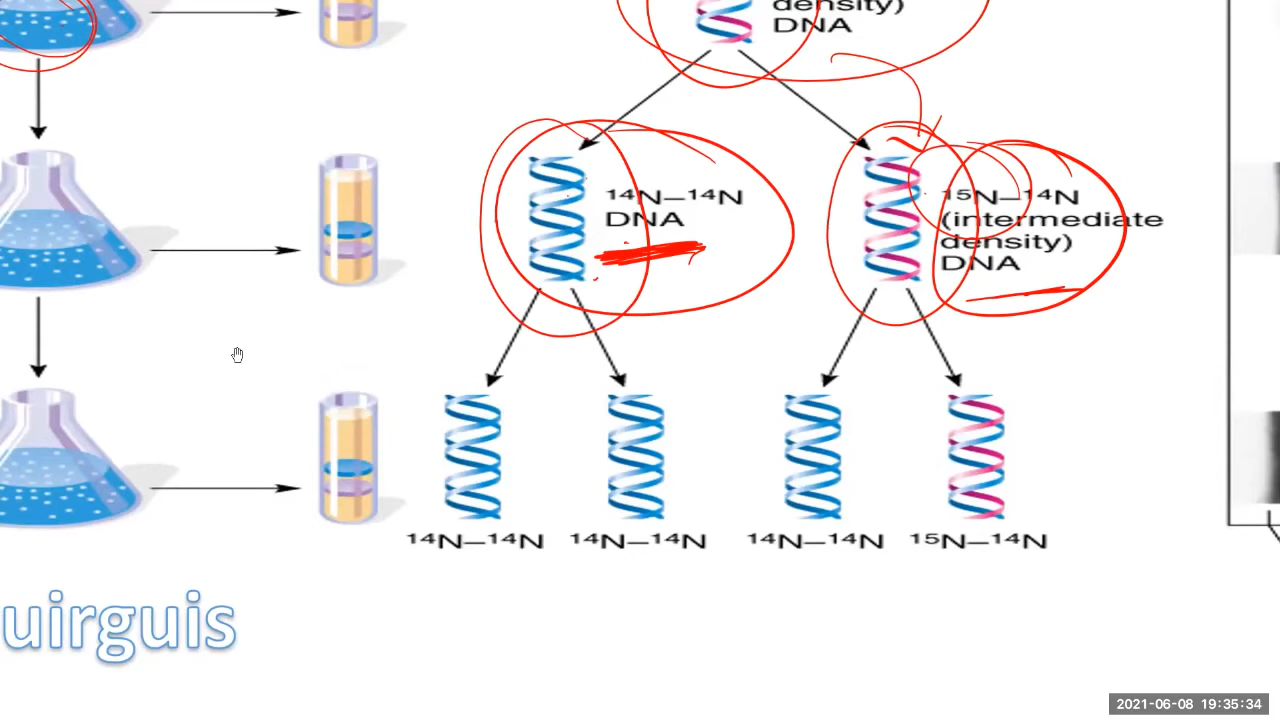 density)
DNA
¹⁴N–¹⁴N
DNA
¹⁵N–¹⁴N
(intermediate
density)
DNA
¹⁴N–¹⁴N ¹⁴N–¹⁴N ¹⁴N–¹⁴N ¹⁵N–¹⁴N
uirguis
2021-06-08 19:35:34